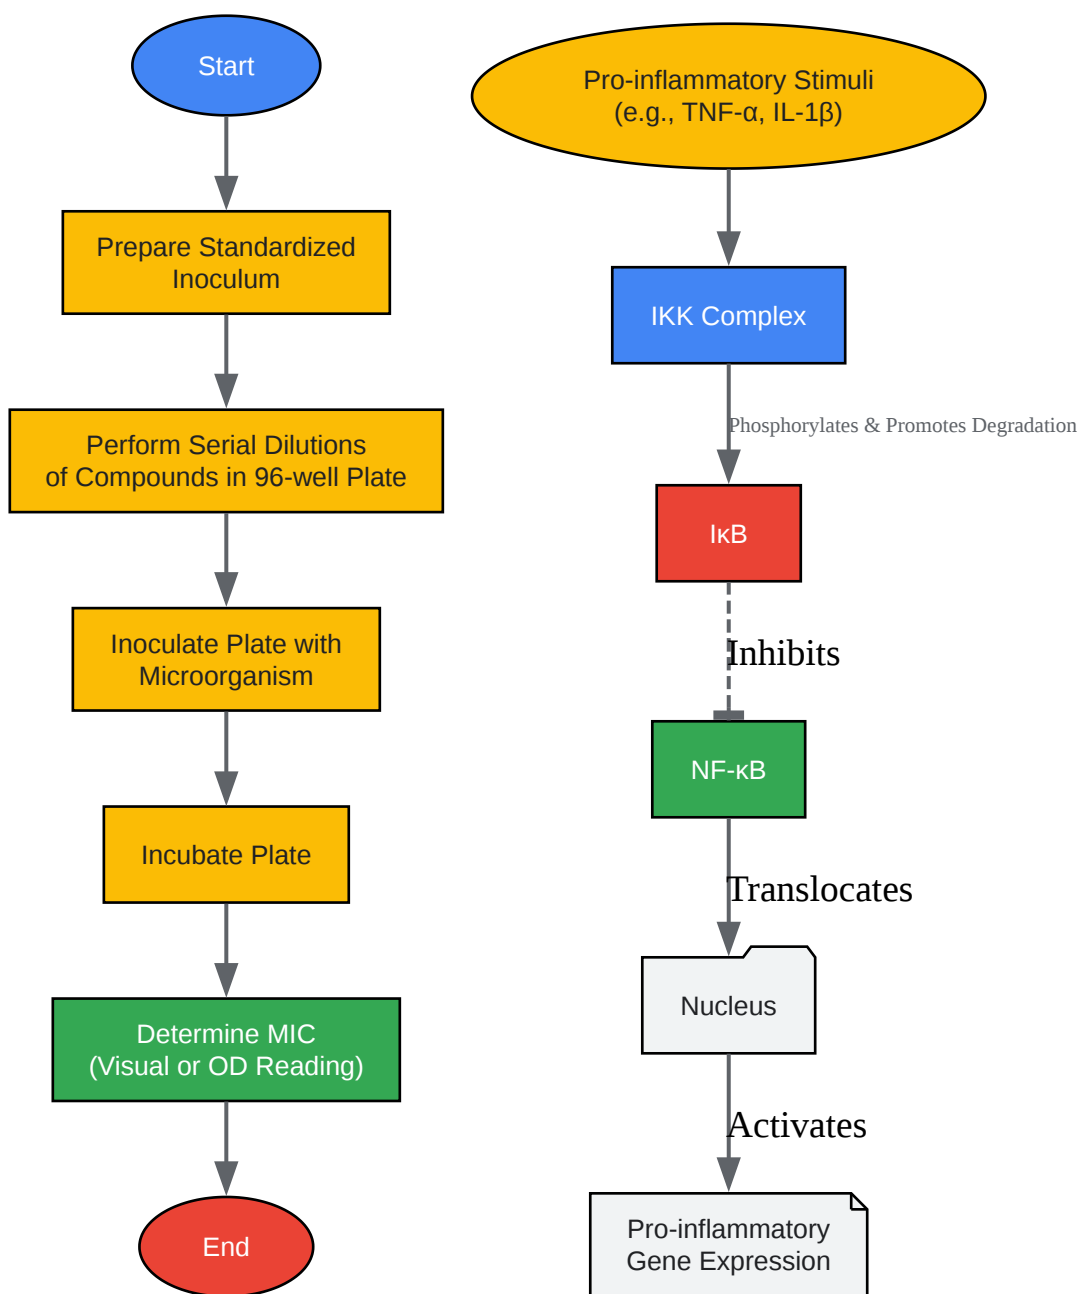 Start
Prepare Standardized
Inoculum
Perform Serial Dilutions
of Compounds in 96-well Plate
Inoculate Plate with
Microorganism
Incubate Plate
Determine MIC
(Visual or OD Reading)
End
Pro-inflammatory Stimuli
(e.g., TNF-α, IL-1β)
IKK Complex
Phosphorylates & Promotes Degradation
IκB
Inhibits
NF-κB
Translocates
Nucleus
Activates
Pro-inflammatory
Gene Expression